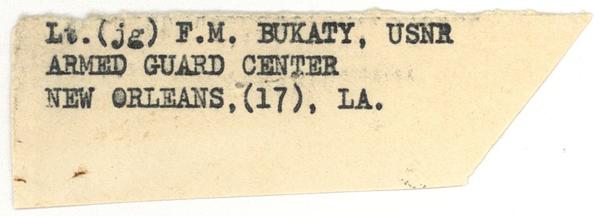 Lt.(jg) F.M. BUKATY, USNR
ARMED GUARD CENTER
NEW ORLEANS,(17), LA.